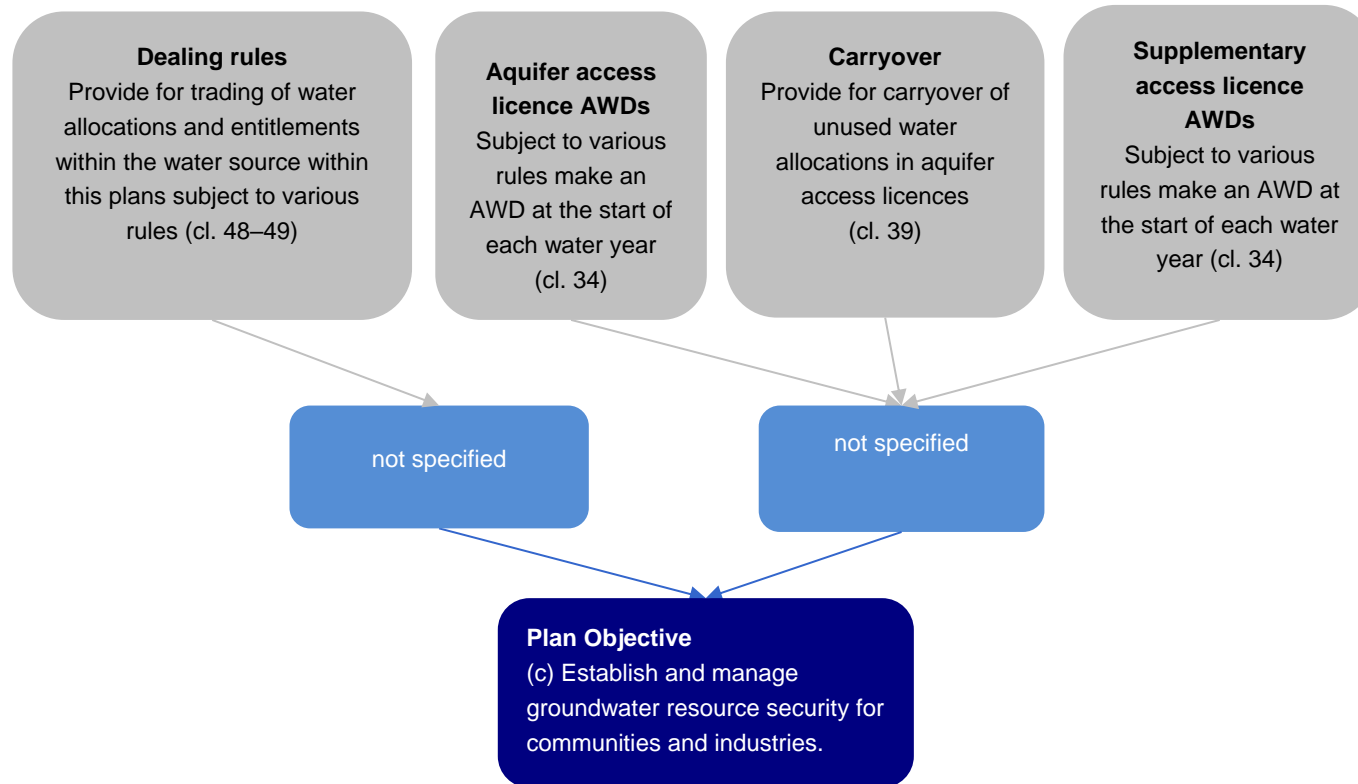 Dealing rules
Provide for trading of water
allocations and entitlements
within the water source within
this plans subject to various
rules (cl. 48–49)
Aquifer access
licence AWDs
Subject to various
rules make an
AWD at the start of
each water year
(cl. 34)
Carryover
Provide for carryover of
unused water
allocations in aquifer
access licences
(cl. 39)
Supplementary
access licence
AWDs
Subject to various
rules make an AWD at
the start of each water
year (cl. 34)
not specified
not specified
Plan Objective
(c) Establish and manage
groundwater resource security for
communities and industries.